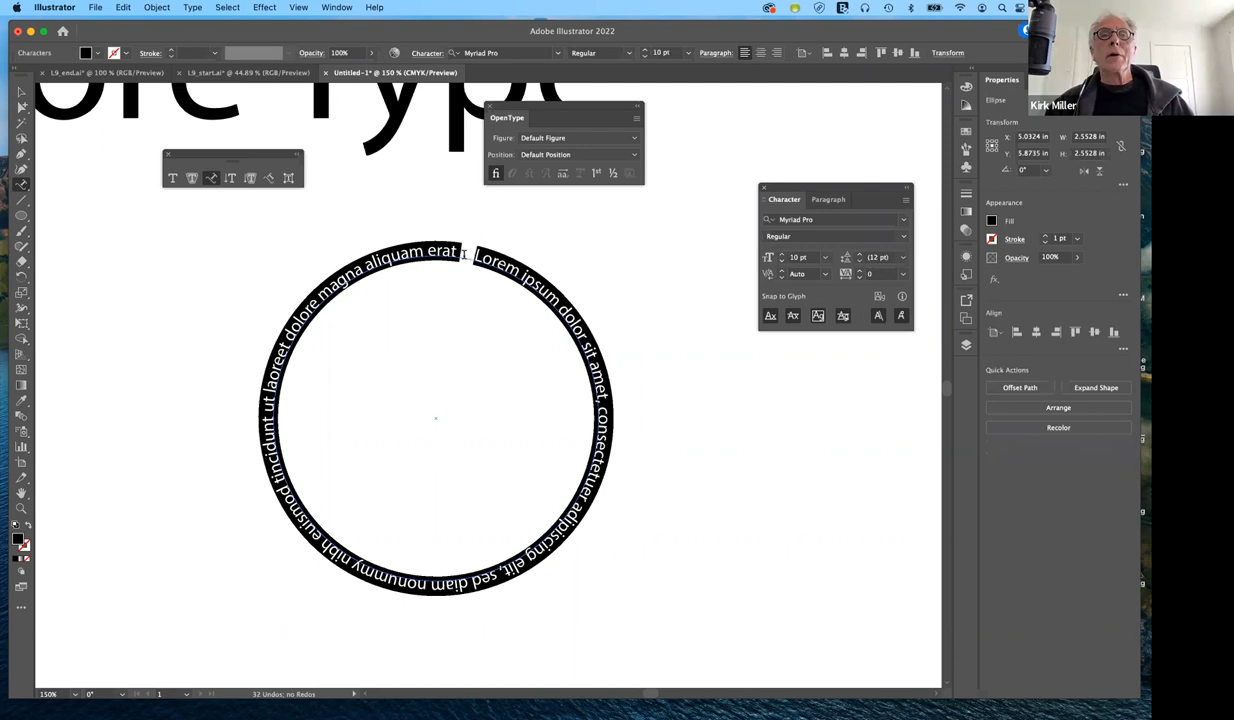 Illustrator File Edit Object Type Select Effect View Window Help
Adobe Illustrator 2022
Characters Stroke: Opacity: 100% Character: Myriad Pro Regular 10 pt Paragraph: Transform
L9_end.ai* @ 100 % (RGB/Preview) L9_start.ai* @ 44.89 % (RGB/Preview) Untitled-1* @ 150 % (CMYK/Preview)
Kirk Miller
ore Type
OpenType
Figure: Default Figure
Position: Default Position
Properties
Ellipse
Transform
X: 5.0324 in W: 2.5528 in
Y: 5.8735 in H: 2.5528 in
0°
Appearance
Fill
Stroke 1 pt
Opacity 100%
fx.
Align
Quick Actions
Offset Path Expand Shape
Arrange
Recolor
Character Paragraph
Myriad Pro
Regular
10 pt (12 pt)
Auto 0
Snap to Glyph
Lorem ipsum dolor sit amet, consectetuer adipiscing elit, sed diam nonummy nibh euismod tincidunt ut laoreet dolore magna aliquam erat
150% 0° 1 32 Undos; no Redos